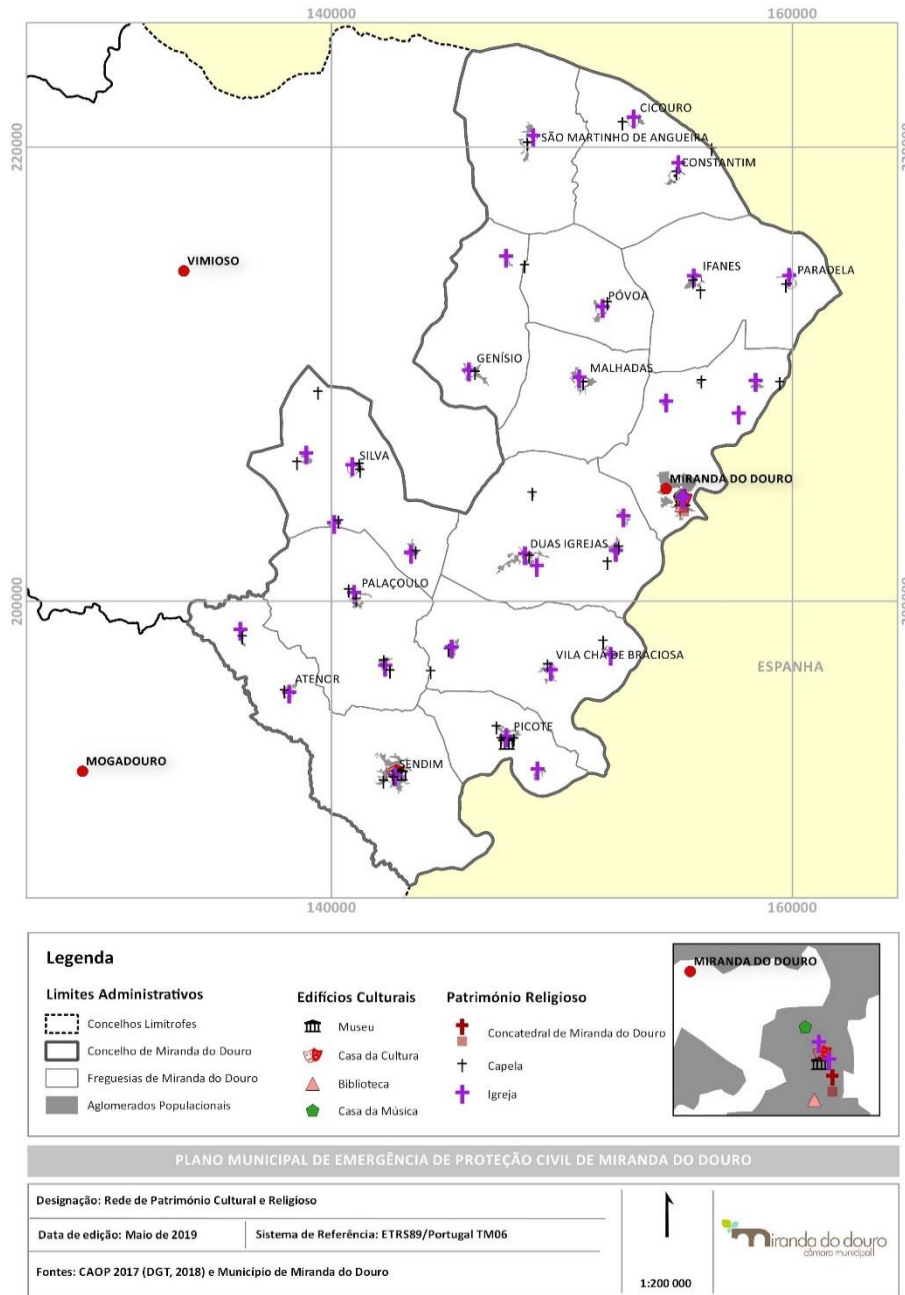 140000
160000
CICOURO
SÃO MARTINHO DE ANGUEIRA
220000
220000
CONSTANTIM
VIMIOSO
IFANES
PARADELA
PÓVOA
GENÍSIO
MALHADAS
SILVA
MIRANDA DO DOURO
DUAS IGREJAS
PALAÇOULO
200000
200000
VILA CHÃ DE BRACIOSA
ESPANHA
ATENOR
PICOTE
MOGADOURO
SENDIM
140000
160000
Legenda
Limites Administrativos
Concelhos Limitrofes
Concelho de Miranda do Douro
Freguesias de Miranda do Douro
Aglomerados Populacionais
Edifícios Culturais
Museu
Casa da Cultura
Biblioteca
Casa da Música
Património Religioso
Concatedral de Miranda do Douro
Capela
Igreja
MIRANDA DO DOURO
PLANO MUNICIPAL DE EMERGÊNCIA DE PROTEÇÃO CIVIL DE MIRANDA DO DOURO
Designação: Rede de Património Cultural e Religioso
Data de edição: Maio de 2019
Sistema de Referência: ETRS89/Portugal TM06
Fontes: CAOP 2017 (DGT, 2018) e Município de Miranda do Douro
1:200 000
miranda do douro
câmara municipal